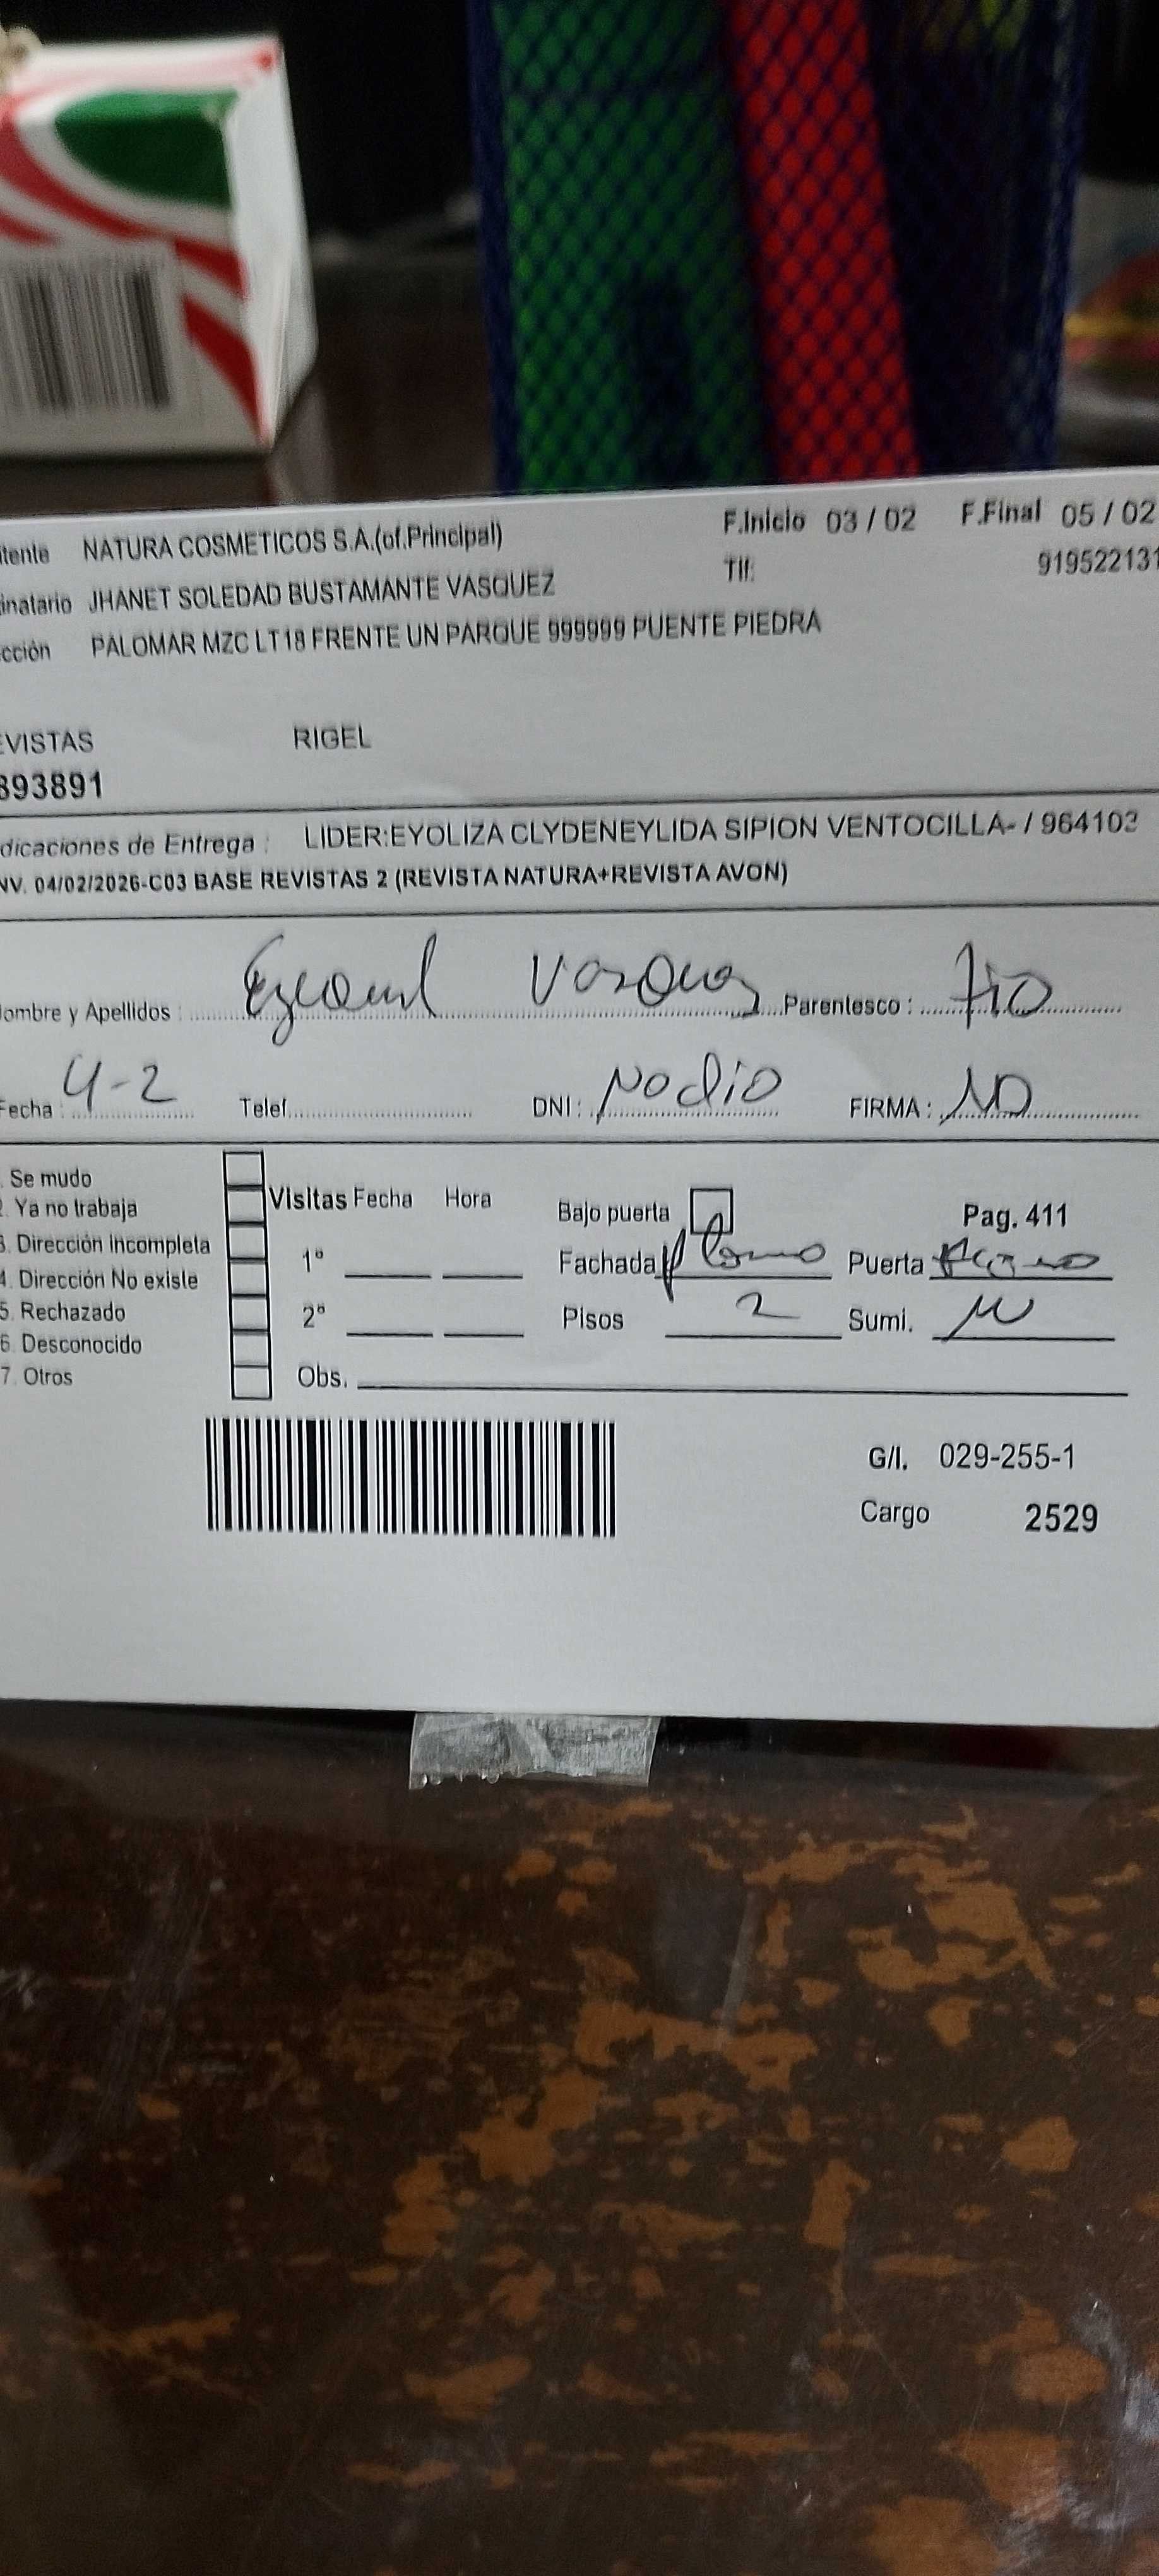 itente NATURA COSMETICOS S.A.(of.Principal) F.Inicio 03 / 02 F.Final 05 / 02
inatario JHANET SOLEDAD BUSTAMANTE VASQUEZ Tlf: 919522131
cción PALOMAR MZC LT18 FRENTE UN PARQUE 999999 PUENTE PIEDRA
EVISTAS RIGEL
893891
dicaciones de Entrega : LIDER:EYOLIZA CLYDENEYLIDA SIPION VENTOCILLA- / 964102
NV. 04/02/2026-C03 BASE REVISTAS 2 (REVISTA NATURA+REVISTA AVON)
Nombre y Apellidos : Vasquez Parentesco : Tio
Fecha : 4-2 Telef. DNI : No dio FIRMA : NO
. Se mudo
2. Ya no trabaja Visitas Fecha Hora Bajo puerta Pag. 411
3. Dirección Incompleta 1º Fachada plomo Puerta
4. Dirección No existe
5. Rechazado 2º Pisos 2 Sumi. N
6. Desconocido
7. Otros Obs.
G/I. 029-255-1
Cargo 2529